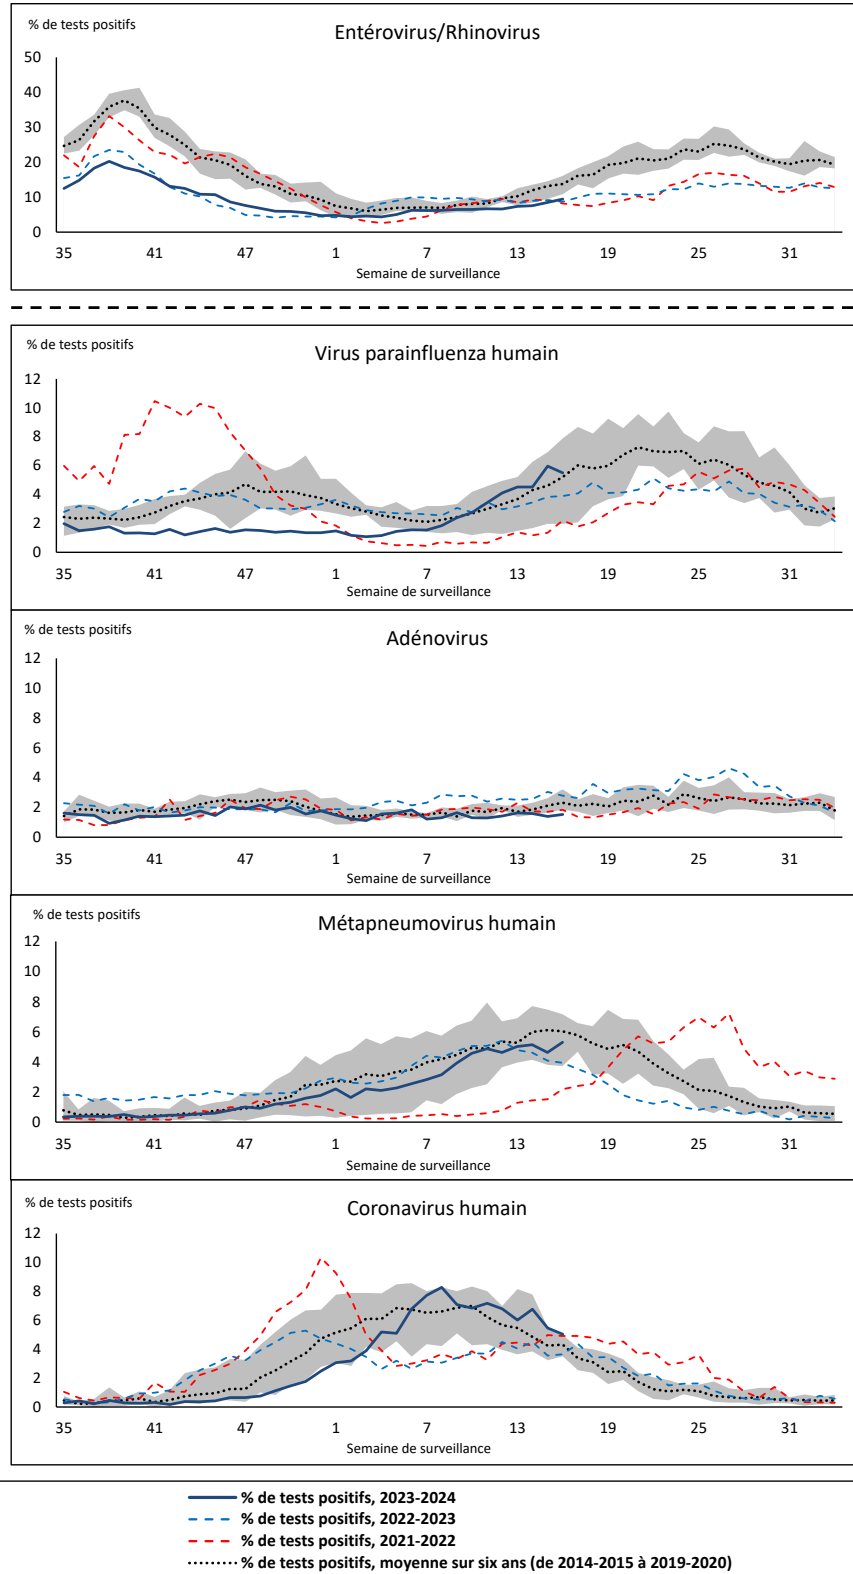 % de tests positifs
Entérovirus/Rhinovirus
50
40
30
20
10
0
35 41 47 1 7 13 19 25 31
Semaine de surveillance
% de tests positifs
Virus parainfluenza humain
12
10
8
6
4
2
0
35 41 47 1 7 13 19 25 31
Semaine de surveillance
% de tests positifs
Adénovirus
12
10
8
6
4
2
0
35 41 47 1 7 13 19 25 31
Semaine de surveillance
% de tests positifs
Métapneumovirus humain
12
10
8
6
4
2
0
35 41 47 1 7 13 19 25 31
Semaine de surveillance
% de tests positifs
Coronavirus humain
12
10
8
6
4
2
0
35 41 47 1 7 13 19 25 31
Semaine de surveillance
% de tests positifs, 2023-2024
% de tests positifs, 2022-2023
% de tests positifs, 2021-2022
% de tests positifs, moyenne sur six ans (de 2014-2015 à 2019-2020)